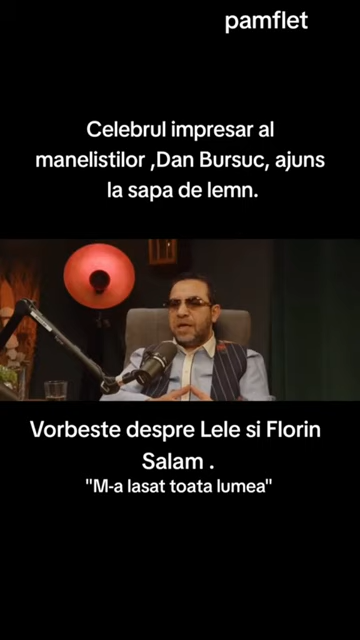 pamflet
Celebrul impresar al
manelistilor ,Dan Bursuc, ajuns
la sapa de lemn.
Vorbeste despre Lele si Florin
Salam .
"M-a lasat toata lumea"